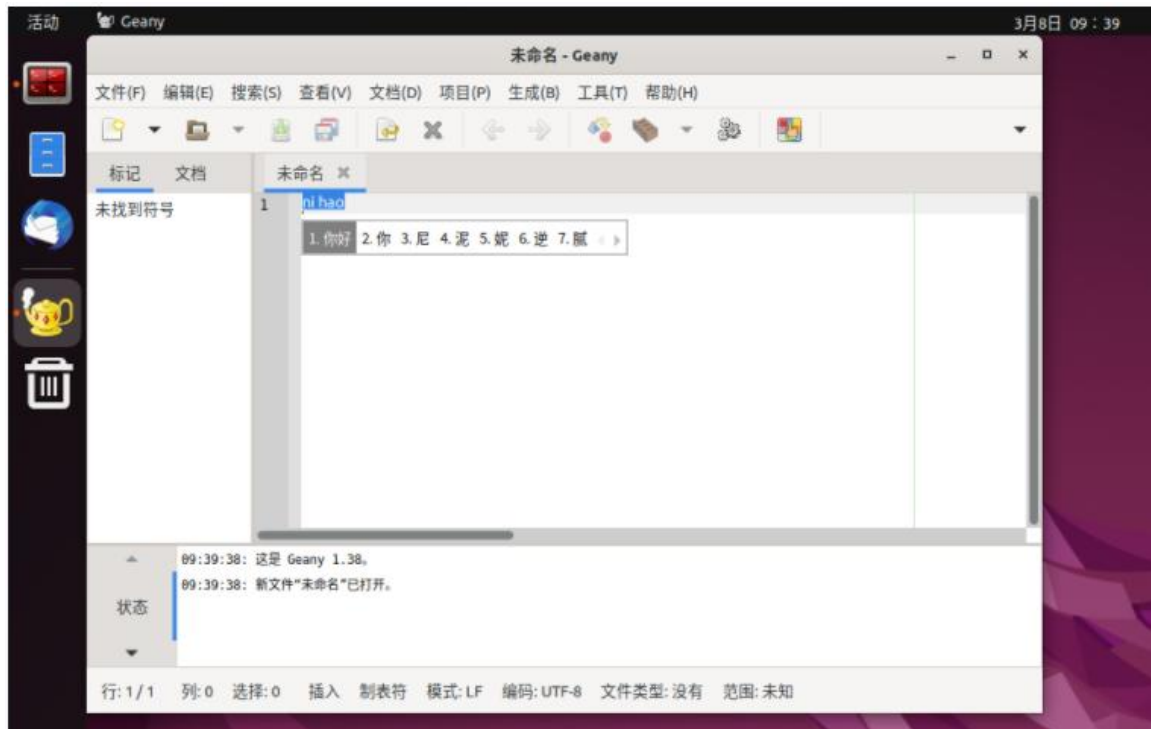 活动 Geany 3月8日 09：39
未命名 - Geany
文件(F) 编辑(E) 搜索(S) 查看(V) 文档(D) 项目(P) 生成(B) 工具(T) 帮助(H)
标记 文档 未命名
未找到符号 1 ni hao
1. 你好 2. 你 3. 尼 4. 泥 5. 妮 6. 逆 7. 腻
09:39:38: 这是 Geany 1.38。
09:39:38: 新文件"未命名"已打开。
状态
行: 1 / 1 列: 0 选择: 0 插入 制表符 模式: LF 编码: UTF-8 文件类型: 没有 范围: 未知